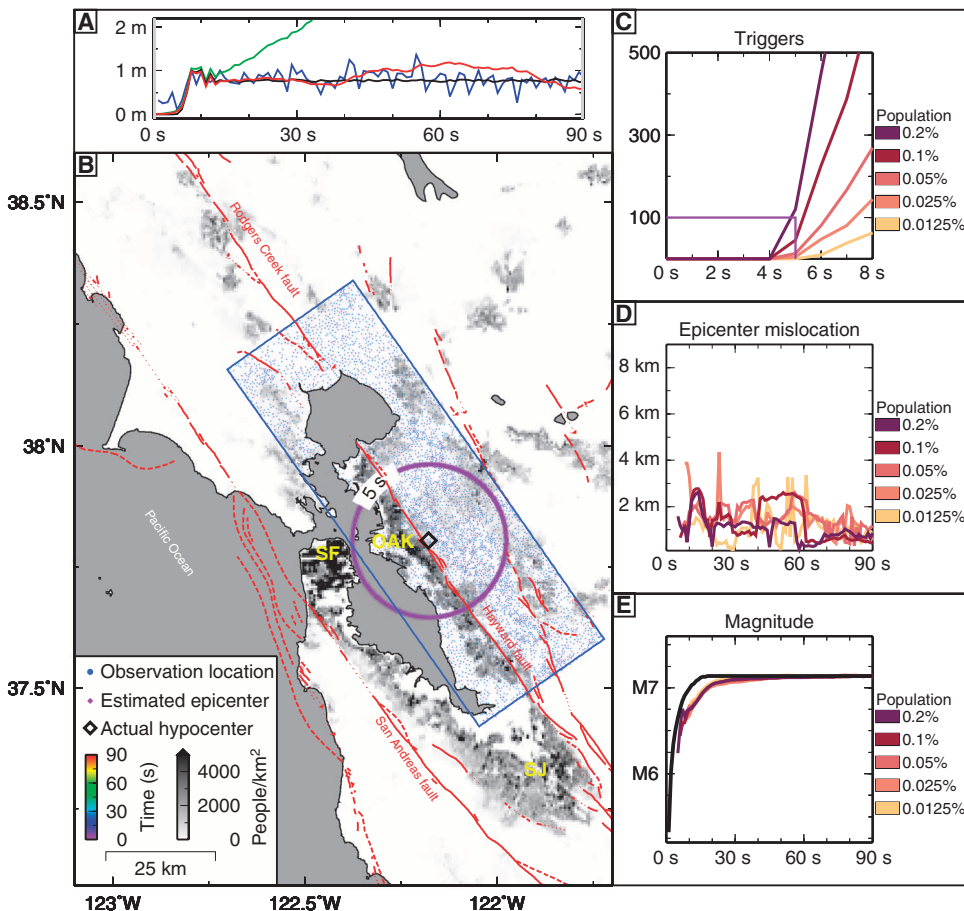 A
2 m
1 m
0 m
0 s
30 s
60 s
90 s
B
38.5°N
38°N
37.5°N
123°W
122.5°W
122°W
Rodgers Creek fault
Pacific Ocean
5 s
SF
OAK
Hayward fault
San Andreas fault
SJ
Observation location
Estimated epicenter
Actual hypocenter
90
60
30
0
Time (s)
4000
2000
0
People/km2
25 km
C
Triggers
500
300
100
0 s
2 s
4 s
6 s
8 s
Population
0.2%
0.1%
0.05%
0.025%
0.0125%
D
Epicenter mislocation
8 km
6 km
4 km
2 km
0 s
30 s
60 s
90 s
Population
0.2%
0.1%
0.05%
0.025%
0.0125%
E
Magnitude
M7
M6
0 s
30 s
60 s
90 s
Population
0.2%
0.1%
0.05%
0.025%
0.0125%